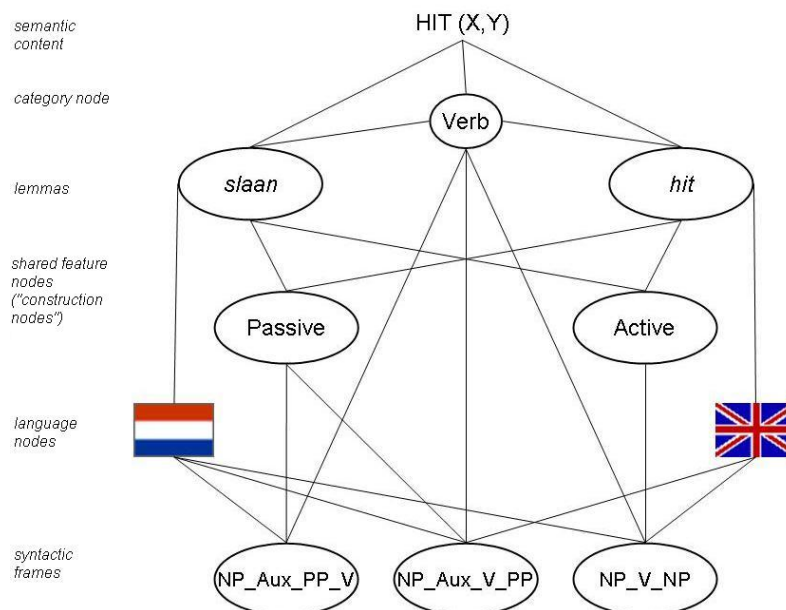 semantic
content
HIT (X,Y)
category node
Verb
lemmas
slaan
hit
shared feature
nodes
("construction
nodes")
Passive
Active
language
nodes
syntactic
frames
NP_Aux_PP_V
NP_Aux_V_PP
NP_V_NP